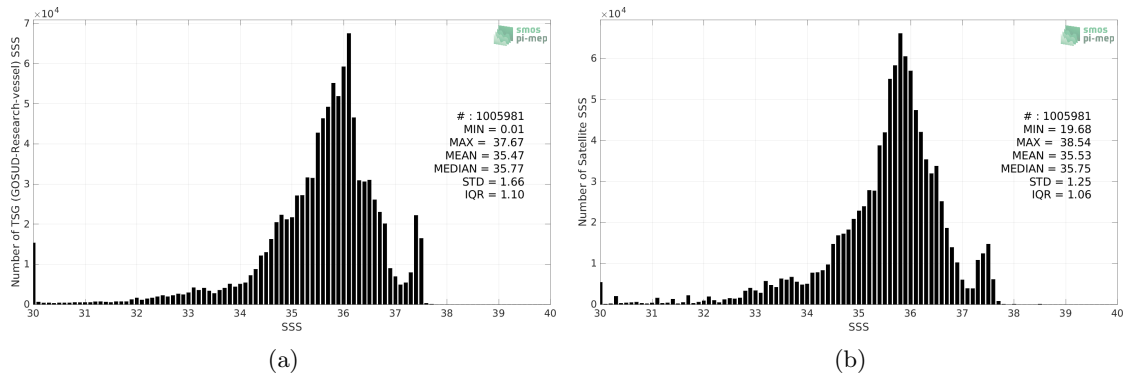 ×10⁴
7
6
5
4
3
2
1
0
Number of TSG (GOSUD-Research-vessel) SSS
smos
pi-mep
# : 1005981
MIN = 0.01
MAX = 37.67
MEAN = 35.47
MEDIAN = 35.77
STD = 1.66
IQR = 1.10
30 31 32 33 34 35 36 37 38 39 40
SSS
(a)
×10⁴
6
5
4
3
2
1
0
Number of Satellite SSS
smos
pi-mep
# : 1005981
MIN = 19.68
MAX = 38.54
MEAN = 35.53
MEDIAN = 35.75
STD = 1.25
IQR = 1.06
30 31 32 33 34 35 36 37 38 39 40
SSS
(b)